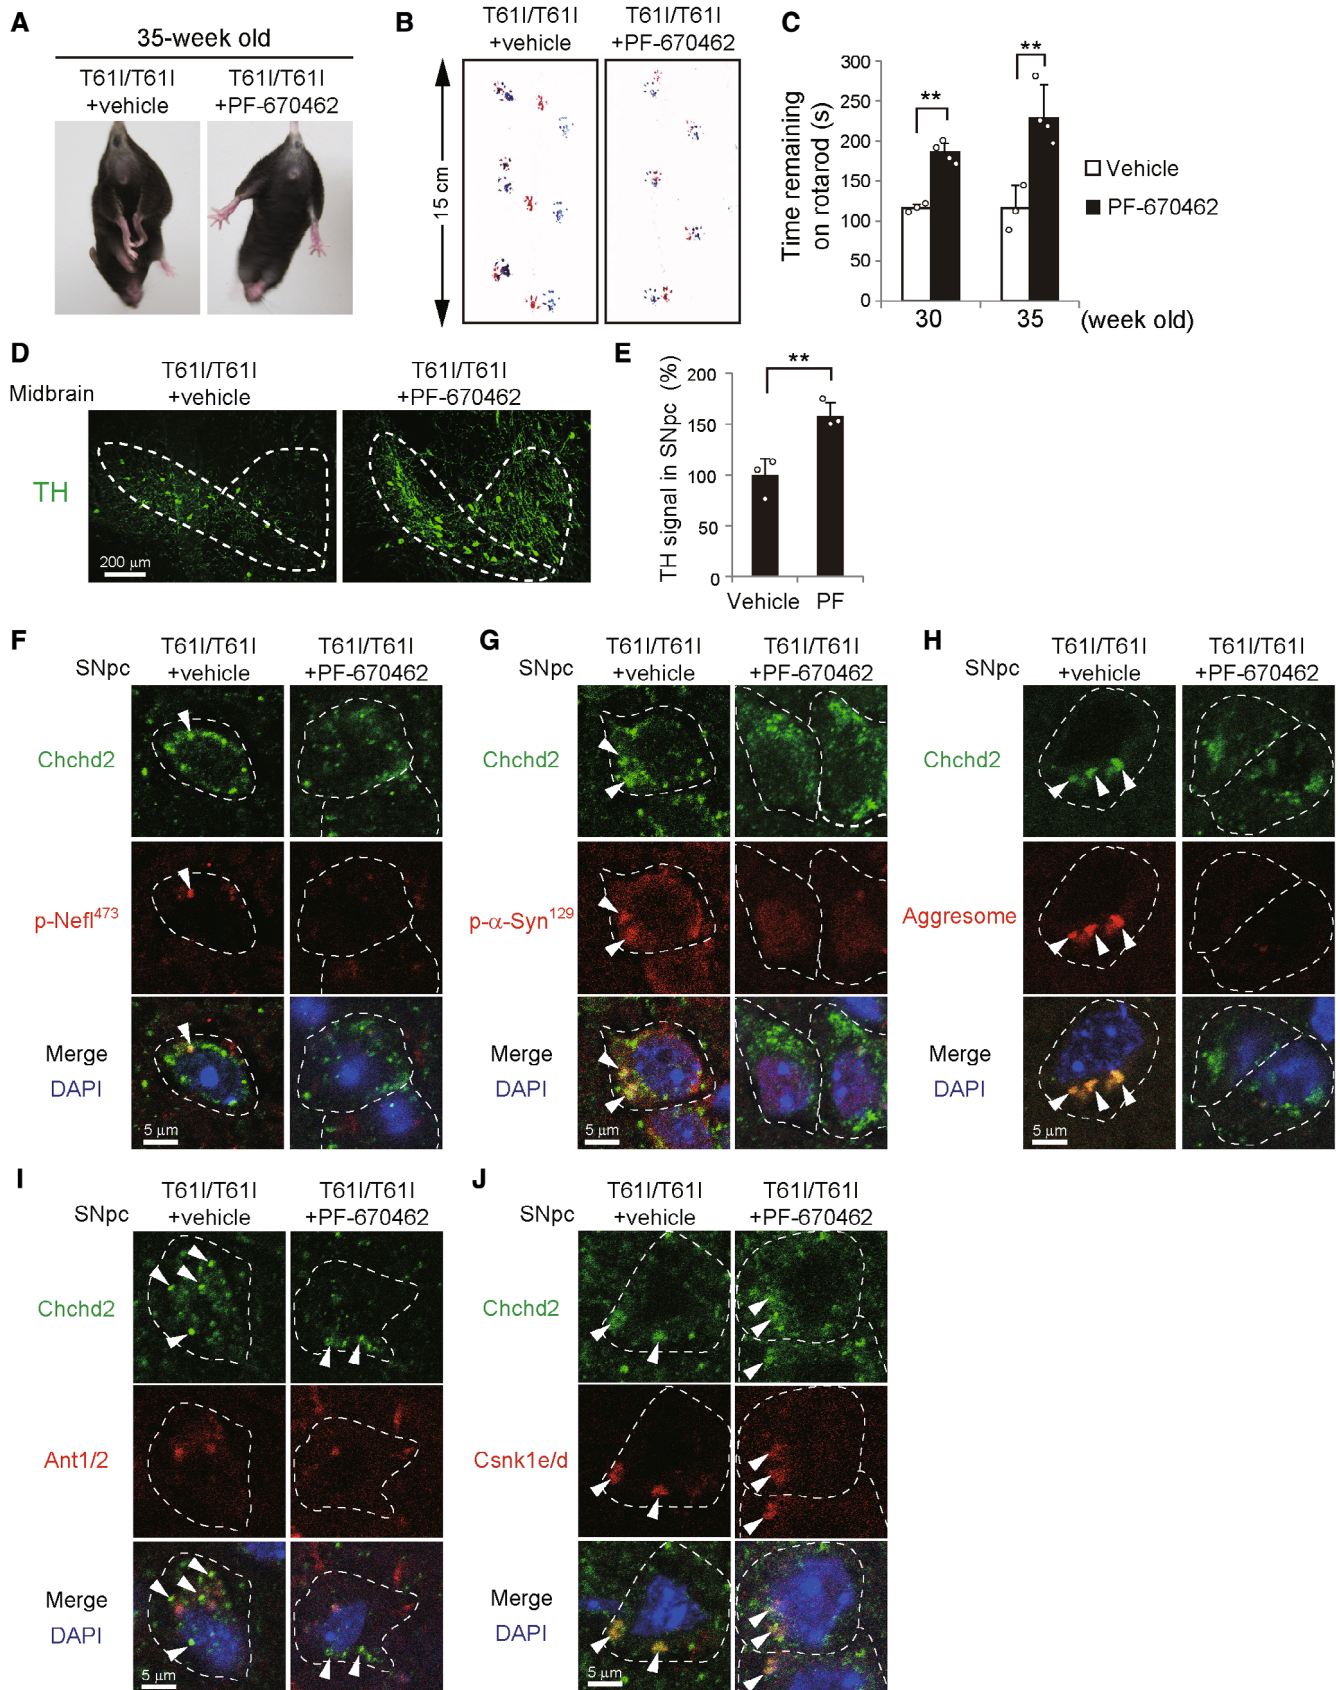 A
35-week old
T61I/T61I
+vehicle
T61I/T61I
+PF-670462
B
T61I/T61I
+vehicle
T61I/T61I
+PF-670462
15 cm
C
Time remaining
on rotarod (s)
300
250
200
150
100
50
0
**
**
30
35
(week old)
Vehicle
PF-670462
D
Midbrain
T61I/T61I
+vehicle
T61I/T61I
+PF-670462
TH
200 μm
E
TH signal in SNpc (%)
200
150
100
50
0
**
Vehicle
PF
F
SNpc
T61I/T61I
+vehicle
T61I/T61I
+PF-670462
Chchd2
p-Nefl473
Merge
DAPI
5 μm
G
SNpc
T61I/T61I
+vehicle
T61I/T61I
+PF-670462
Chchd2
p-α-Syn129
Merge
DAPI
5 μm
H
SNpc
T61I/T61I
+vehicle
T61I/T61I
+PF-670462
Chchd2
Aggresome
Merge
DAPI
5 μm
I
SNpc
T61I/T61I
+vehicle
T61I/T61I
+PF-670462
Chchd2
Ant1/2
Merge
DAPI
5 μm
J
SNpc
T61I/T61I
+vehicle
T61I/T61I
+PF-670462
Chchd2
Csnk1e/d
Merge
DAPI
5 μm